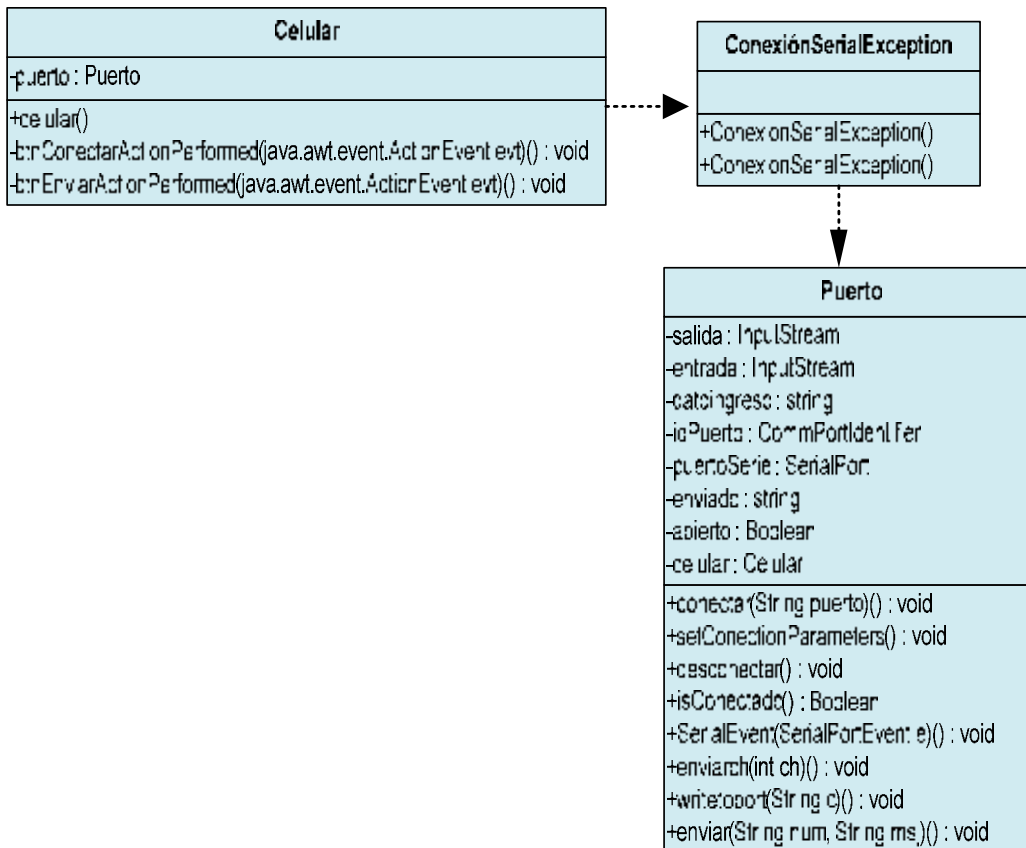 Celular
-puerto : Puerto
+celular()
-btnConectarActionPerformed(java.awt.event.ActionEvent evt)() : void
-btnEnviarActionPerformed(java.awt.event.ActionEvent evt)() : void
ConexiónSerialException
+ConexionSerialException()
+ConexionSerialException()
Puerto
-salida : InputStream
-entrada : InputStream
-datoingreso : string
-idPuerto : CommPortIdentifier
-puertoSerie : SerialPort
-enviado : string
-abierto : Boolean
-celular : Celular
+conectar(String puerto)() : void
+setConectionParameters() : void
+desconectar() : void
+isConectado() : Boolean
+SerialEvent(SerialPortEvent e)() : void
+enviarch(int ch)() : void
+writetoport(String c)() : void
+enviar(String num, String msj)() : void